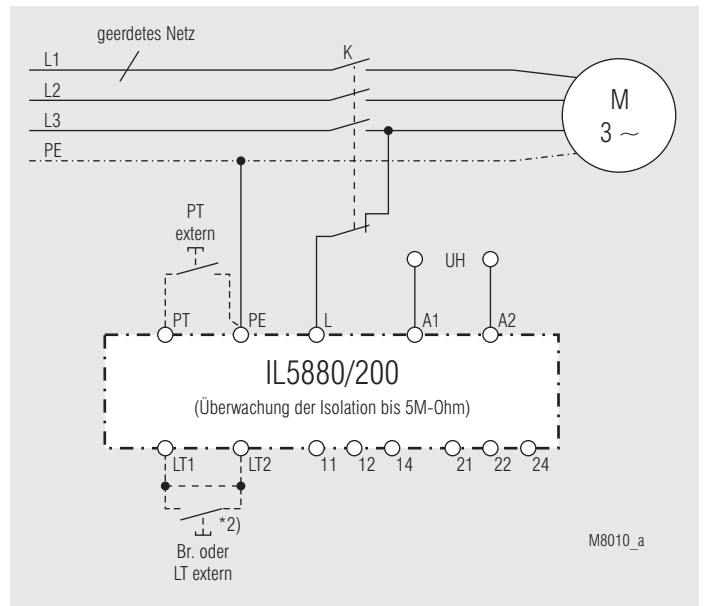 geerdetes Netz
L1
K
L2
M
3 ~
L3
PE
PT
extern
UH
PT
PE
L
A1
A2
IL5880/200
(Überwachung der Isolation bis 5M-Ohm)
LT1
LT2
11
12
14
21
22
24
*2)
Br. oder
LT extern
M8010_a